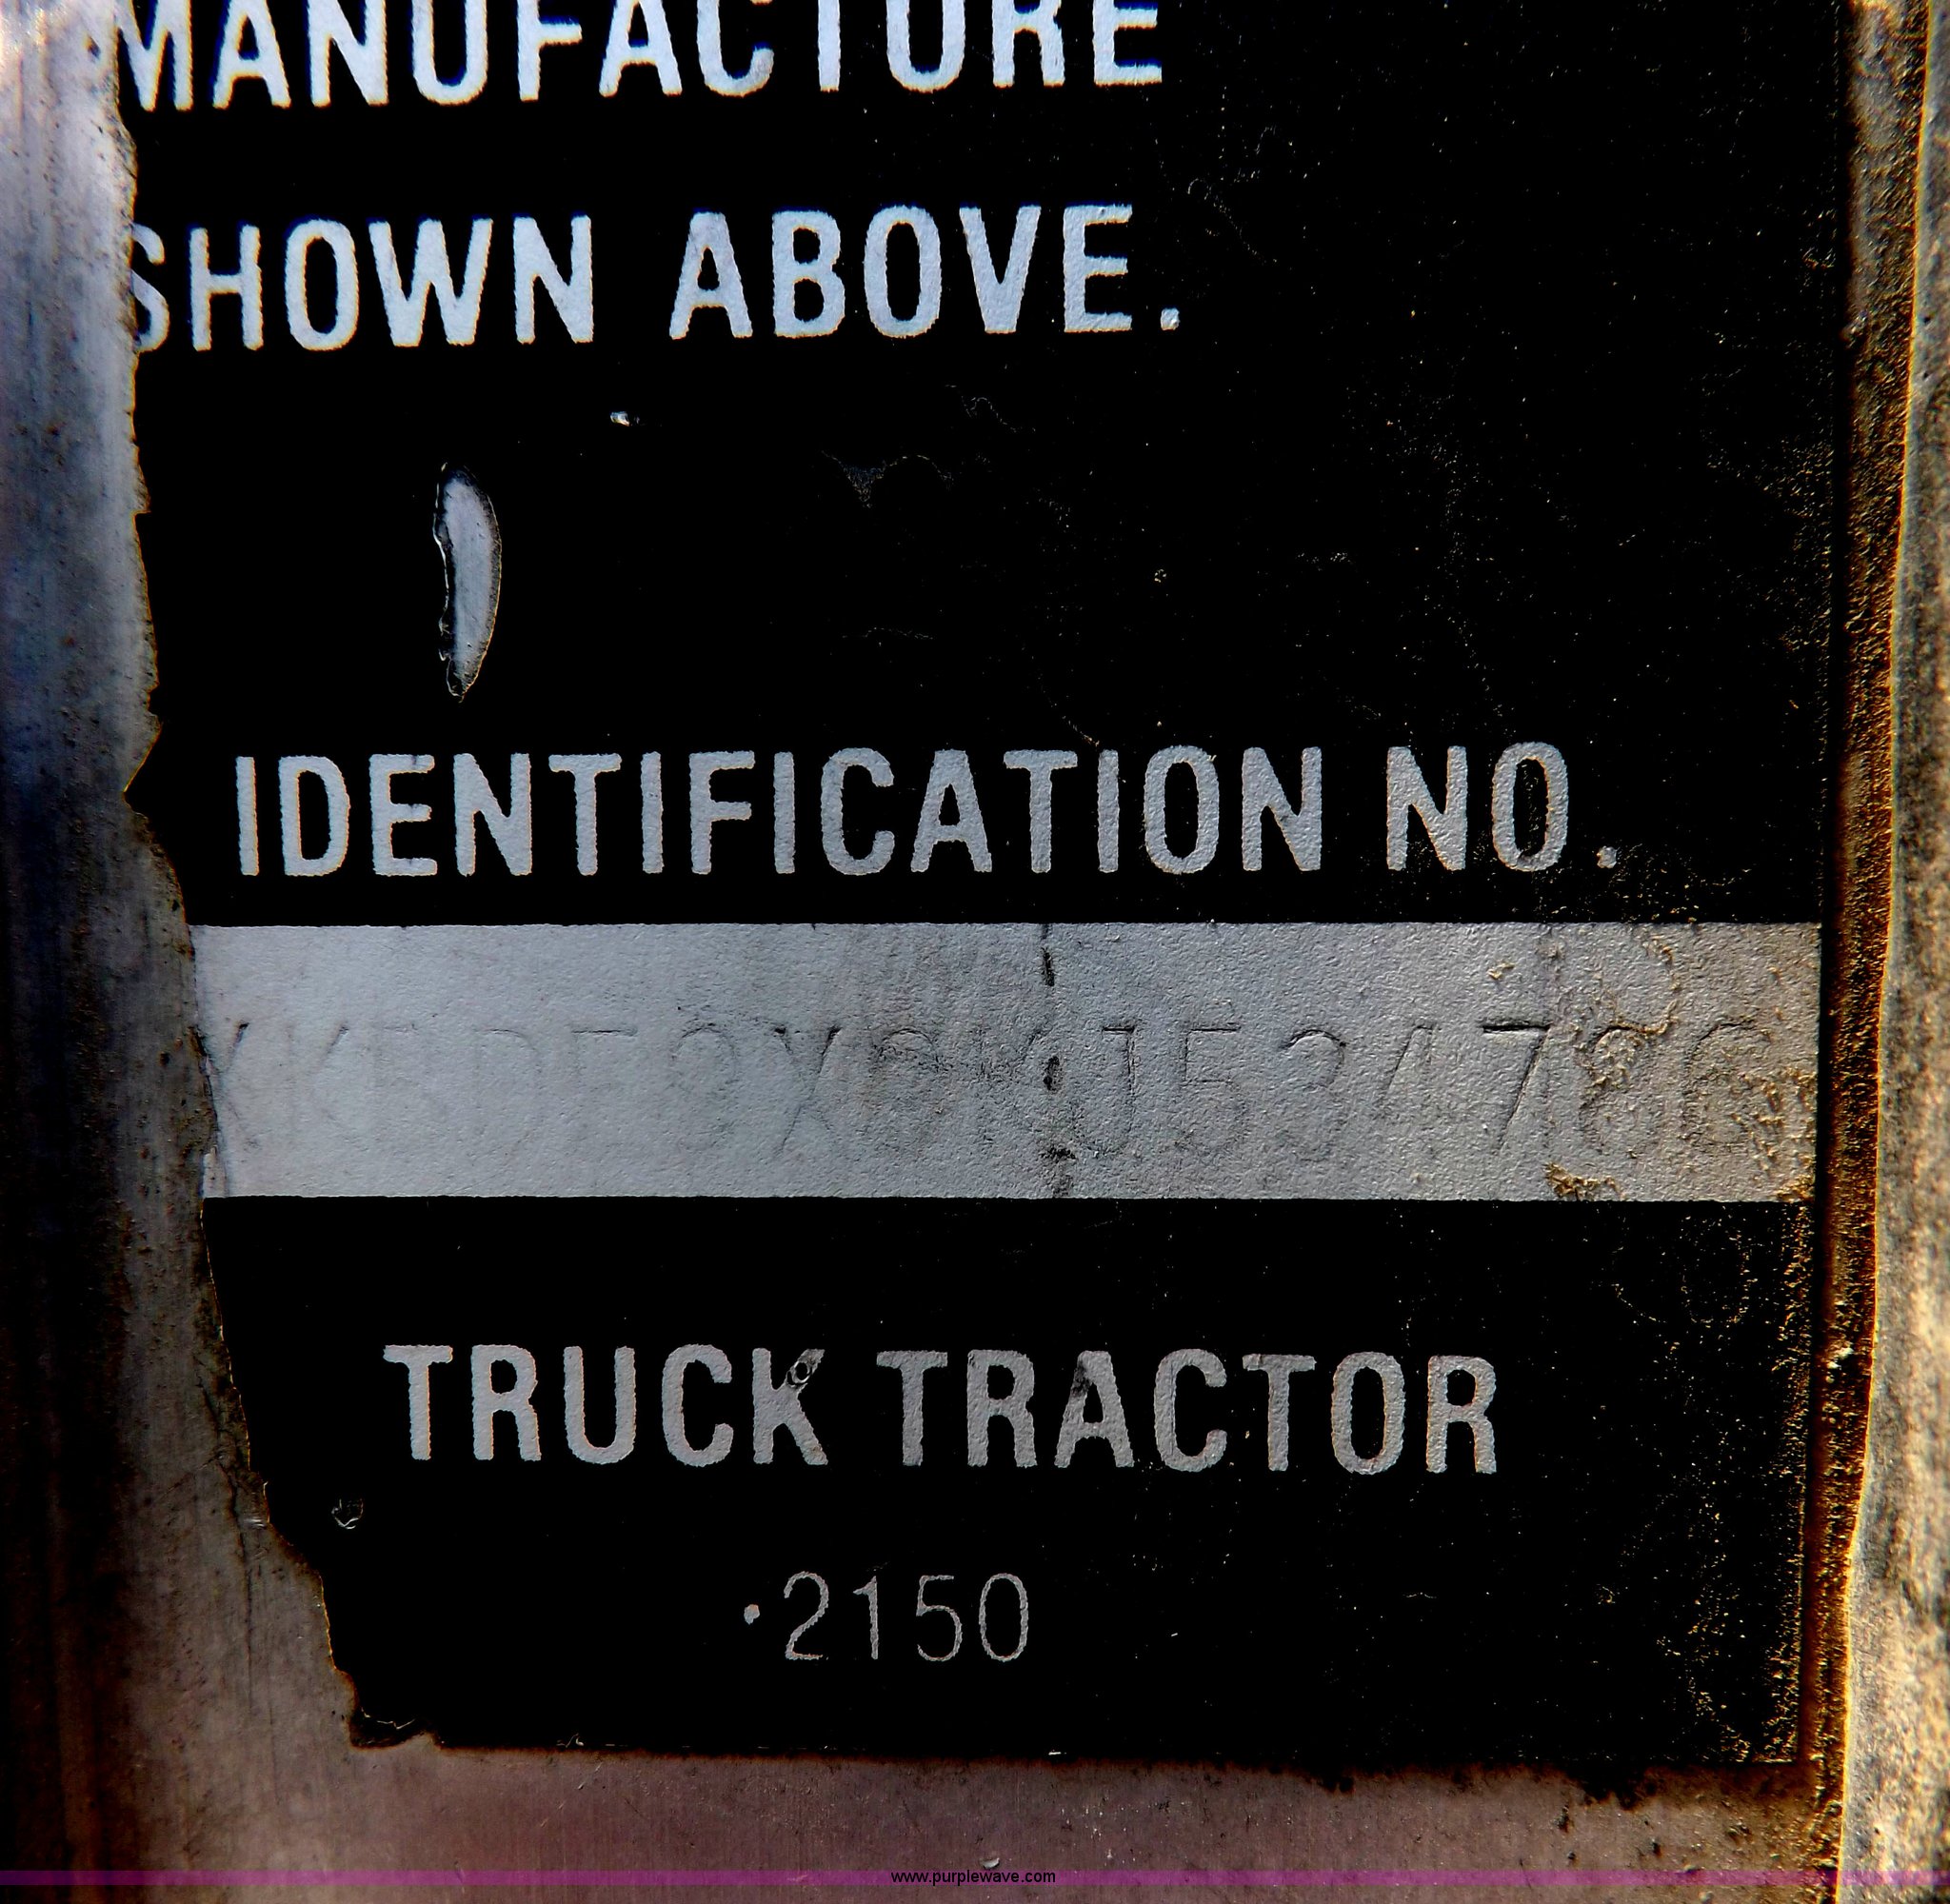 MANUFACTURE
SHOWN ABOVE.
IDENTIFICATION NO.
TRUCK TRACTOR
·2150
www.purplewave.com